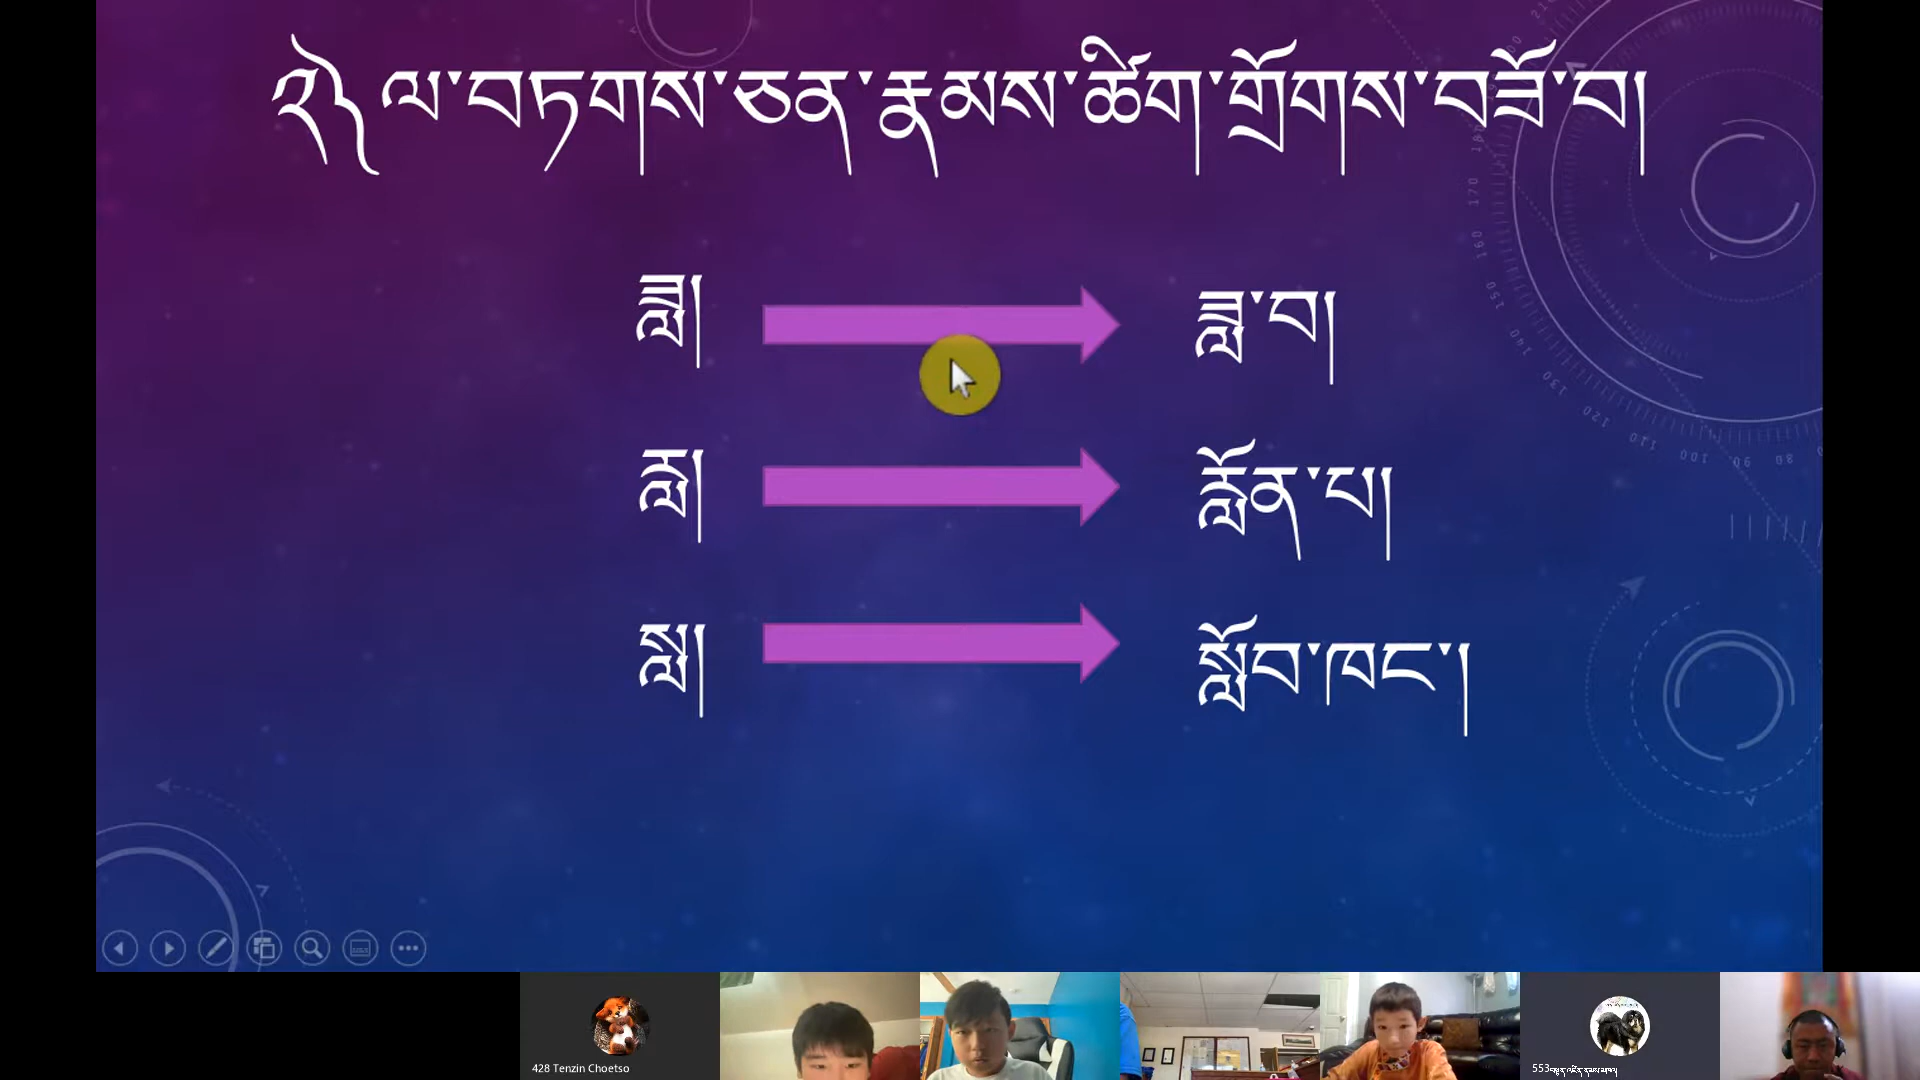 ༢༽ ལ་བཏགས་ཅན་རྣམས་ཚིག་གྲོགས་བཟོ་བ།
ཟླ། ཟླ་བ།
རླ། རློན་པ།
སླ། སློབ་ཁང་།
428 Tenzin Choetso